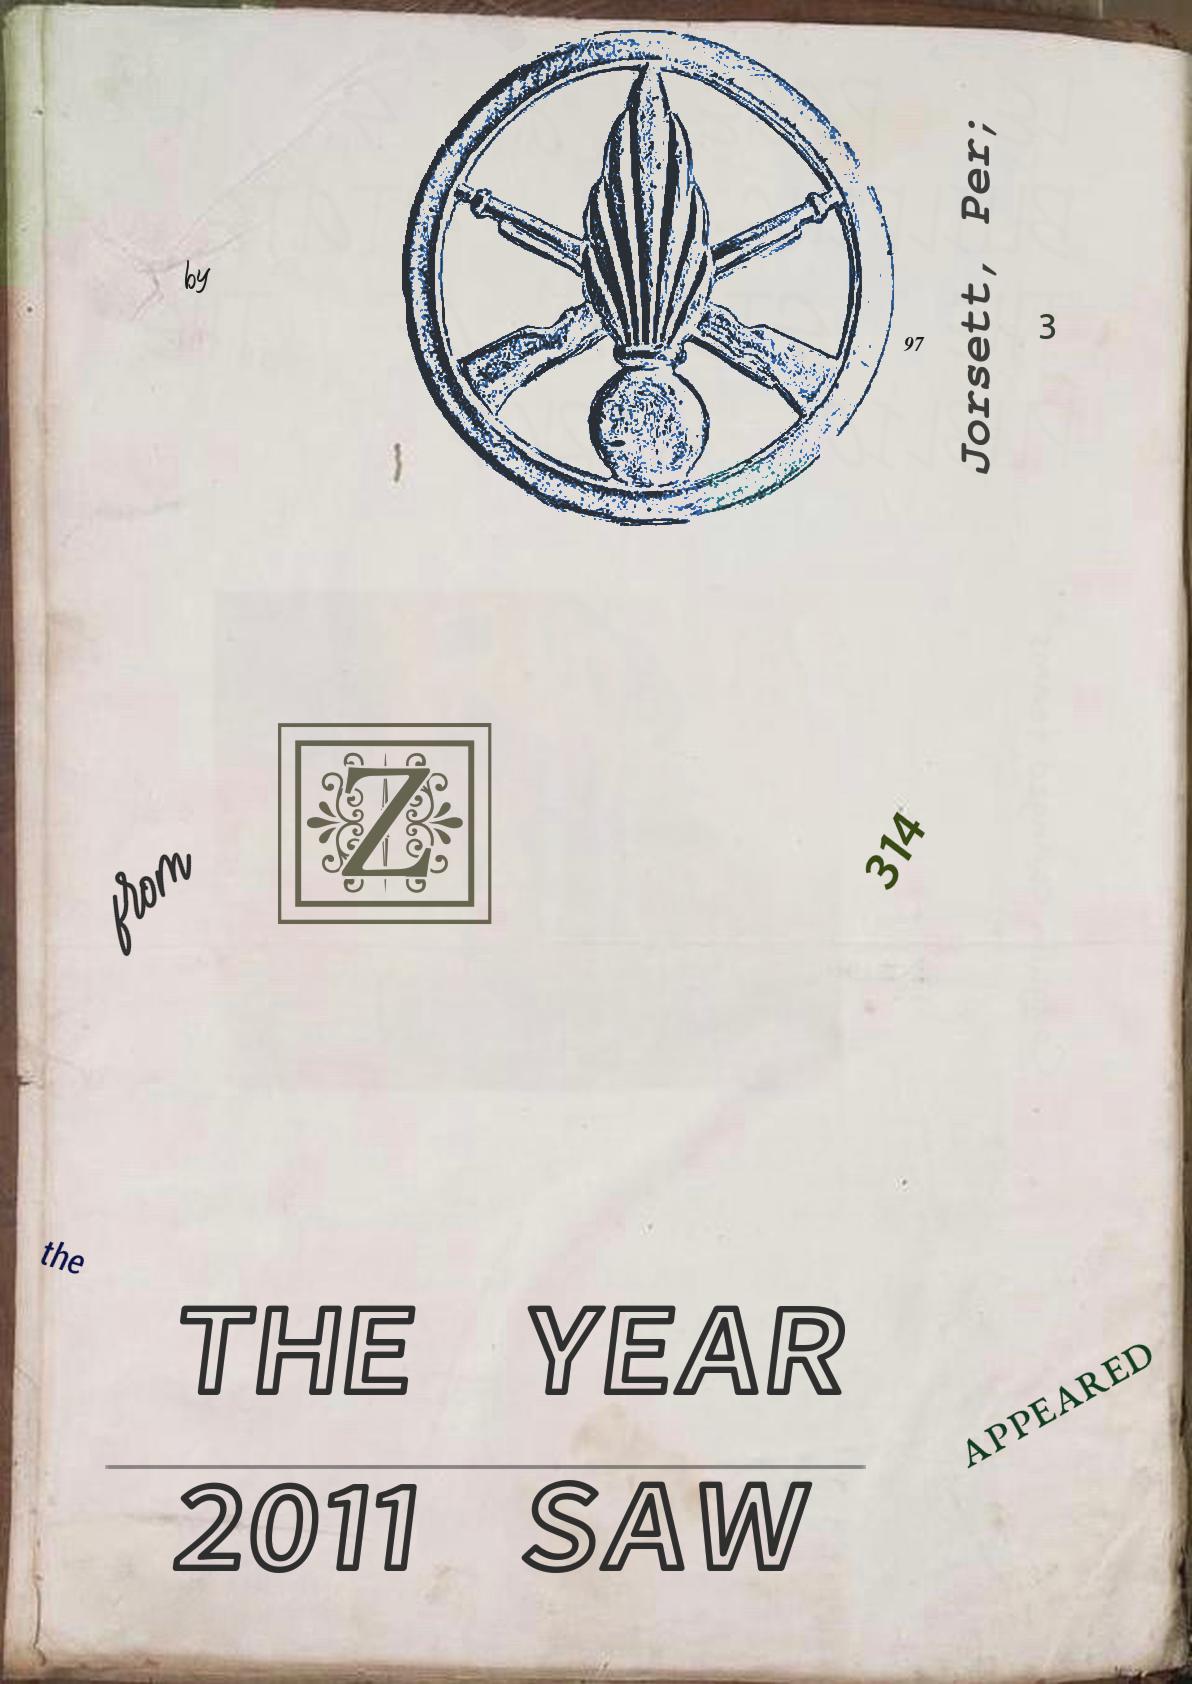 by
Jorsett, Per;
3
97
Z
314
from
the
THE YEAR
APPEARED
2011 SAW